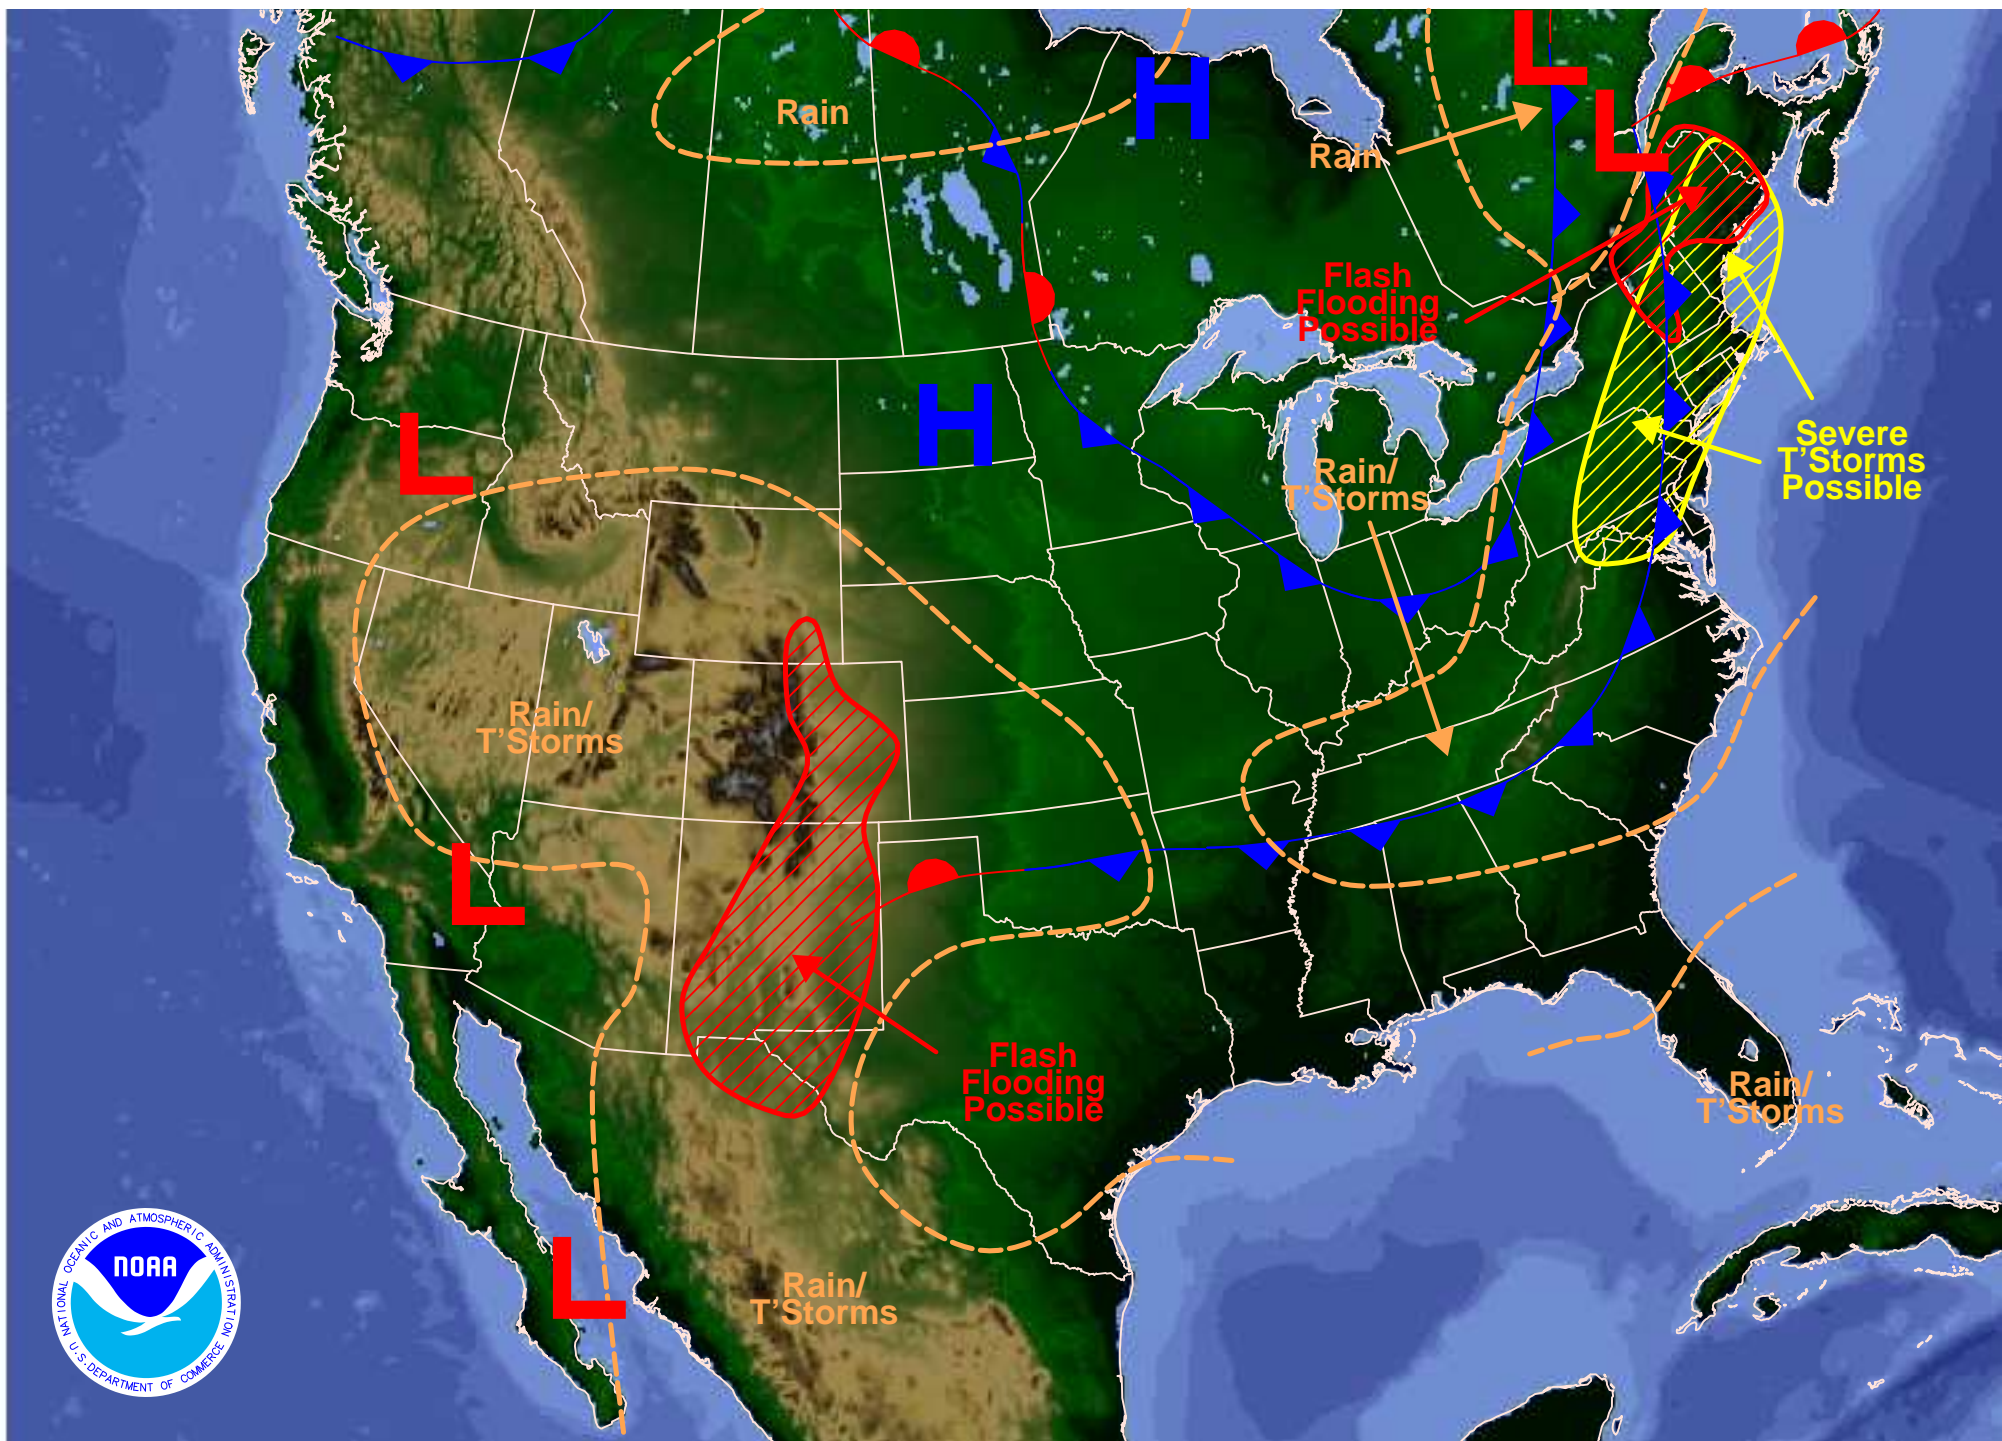 L
Rain
H
L
Rain
Flash
Flooding
Possible
H
L
Severe
T'Storms
Possible
Rain/
T'Storms
Rain/
T'Storms
L
Flash
Flooding
Possible
Rain/
T'Storms
L
Rain/
T'Storms
NATIONAL OCEANIC AND ATMOSPHERIC ADMINISTRATION
NOAA
U.S. DEPARTMENT OF COMMERCE